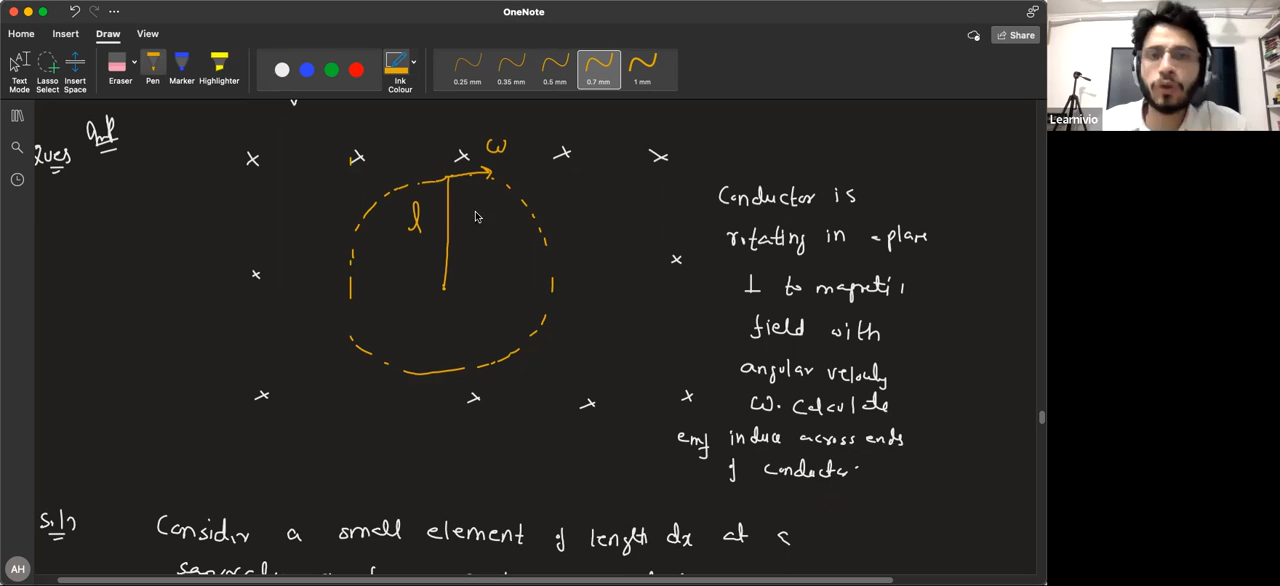 OneNote
Home Insert Draw View
Share
Text Mode
Lasso Select
Insert Space
Eraser
Pen
Marker
Highlighter
Ink Colour
0.25 mm
0.35 mm
0.5 mm
0.7 mm
1 mm
Learnivio
Ques
Imp
ω
l
Conductor is
rotating in a plane
⊥ to magneti
field with
angular velocity
ω. Calculate
emf induce across ends
of conductor.
Soln
Consider a small element of length dx at a
AH